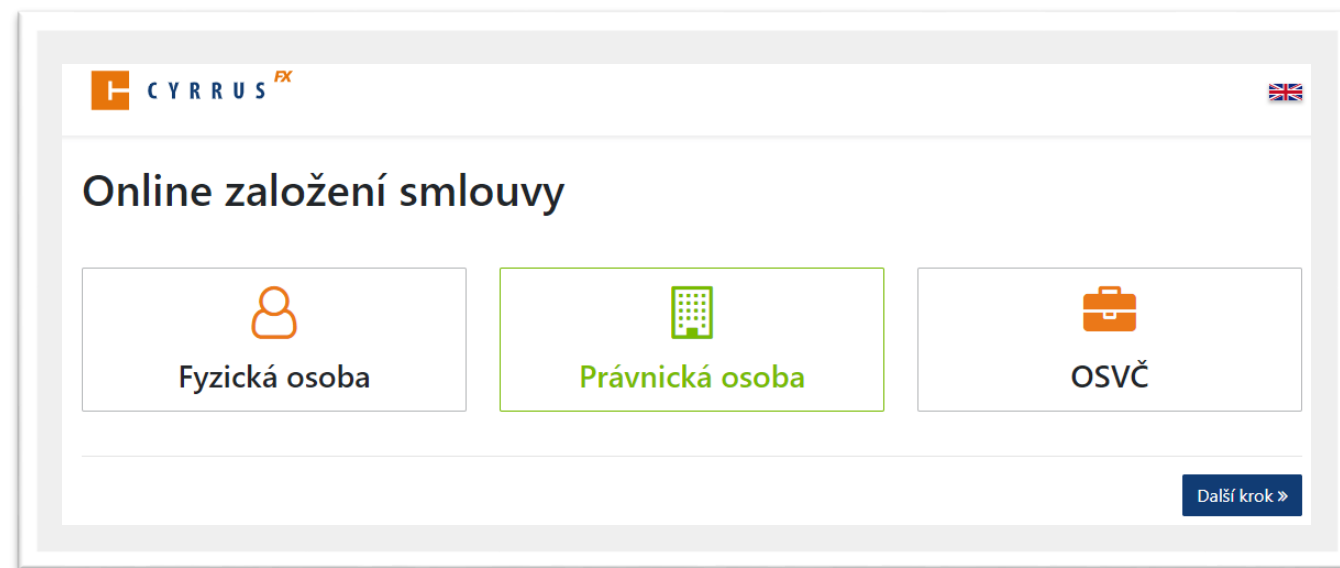 CYRRUS FX
Online založení smlouvy
Fyzická osoba
Právnická osoba
OSVČ
Další krok »